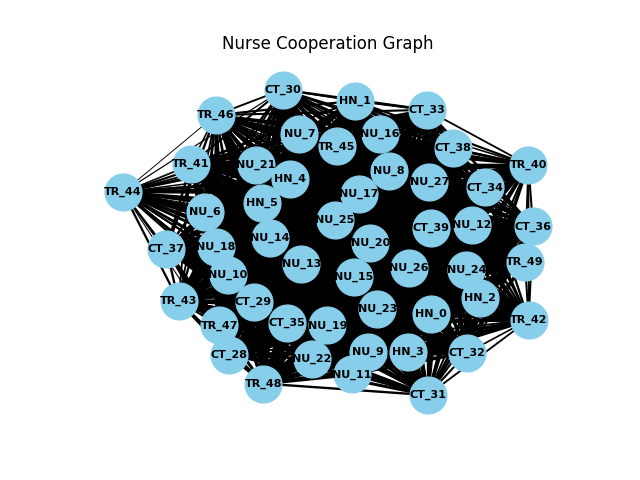 Nurse Cooperation Graph
CT_30
HN_1
CT_33
TR_46
NU_7
NU_16
TR_45
CT_38
TR_41
NU_21
NU_8
TR_40
HN_4
NU_27
CT_34
TR_44
NU_17
HN_5
NU_6
NU_25
CT_39
NU_12
CT_36
NU_14
NU_20
CT_37
NU_18
TR_49
NU_13
NU_26
NU_24
NU_10
NU_15
HN_2
TR_43
CT_29
NU_23
HN_0
TR_42
CT_35
NU_19
TR_47
CT_28
NU_22
NU_9
HN_3
CT_32
NU_11
TR_48
CT_31